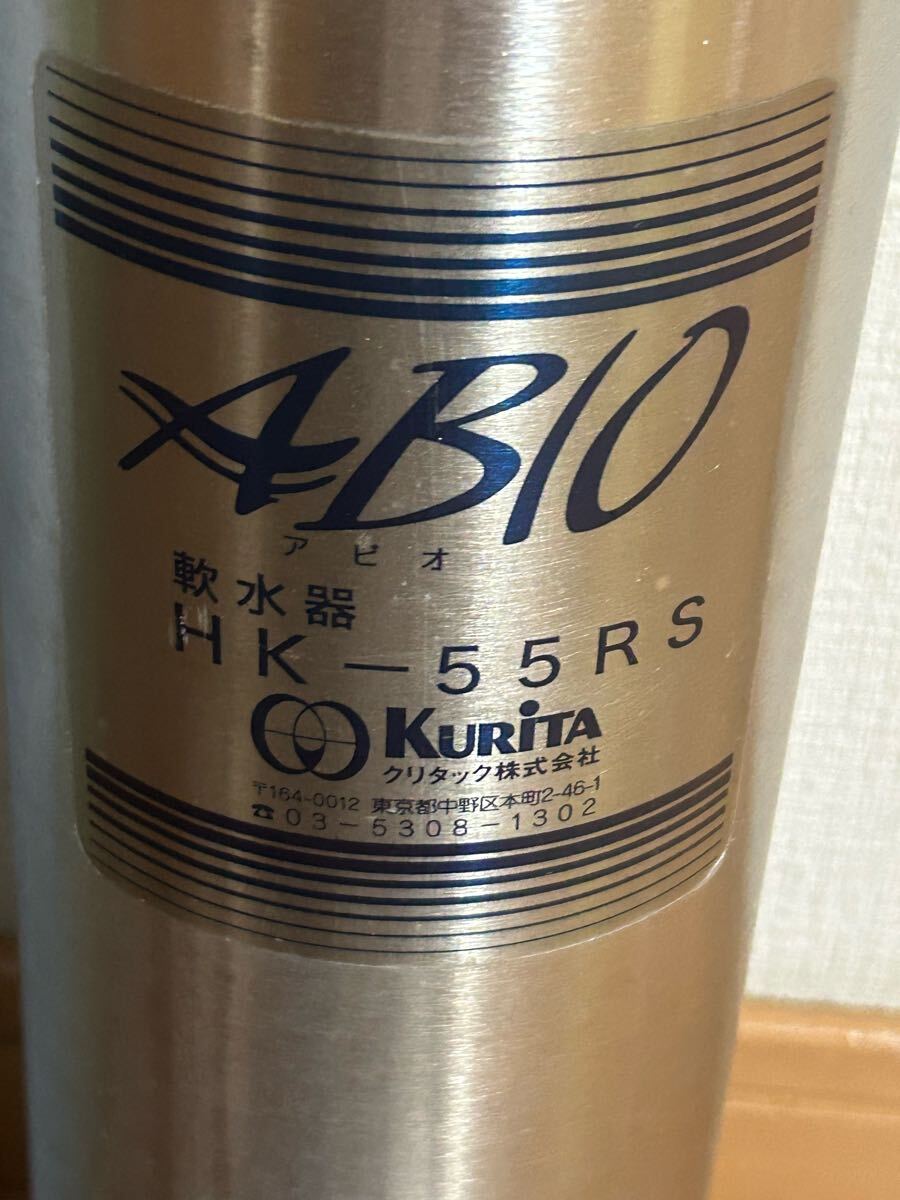 ABIO
アビオ
軟水器
HK-55RS
KURiTA
クリタック株式会社
〒164-0012 東京都中野区本町2-46-1
☎03-5308-1302